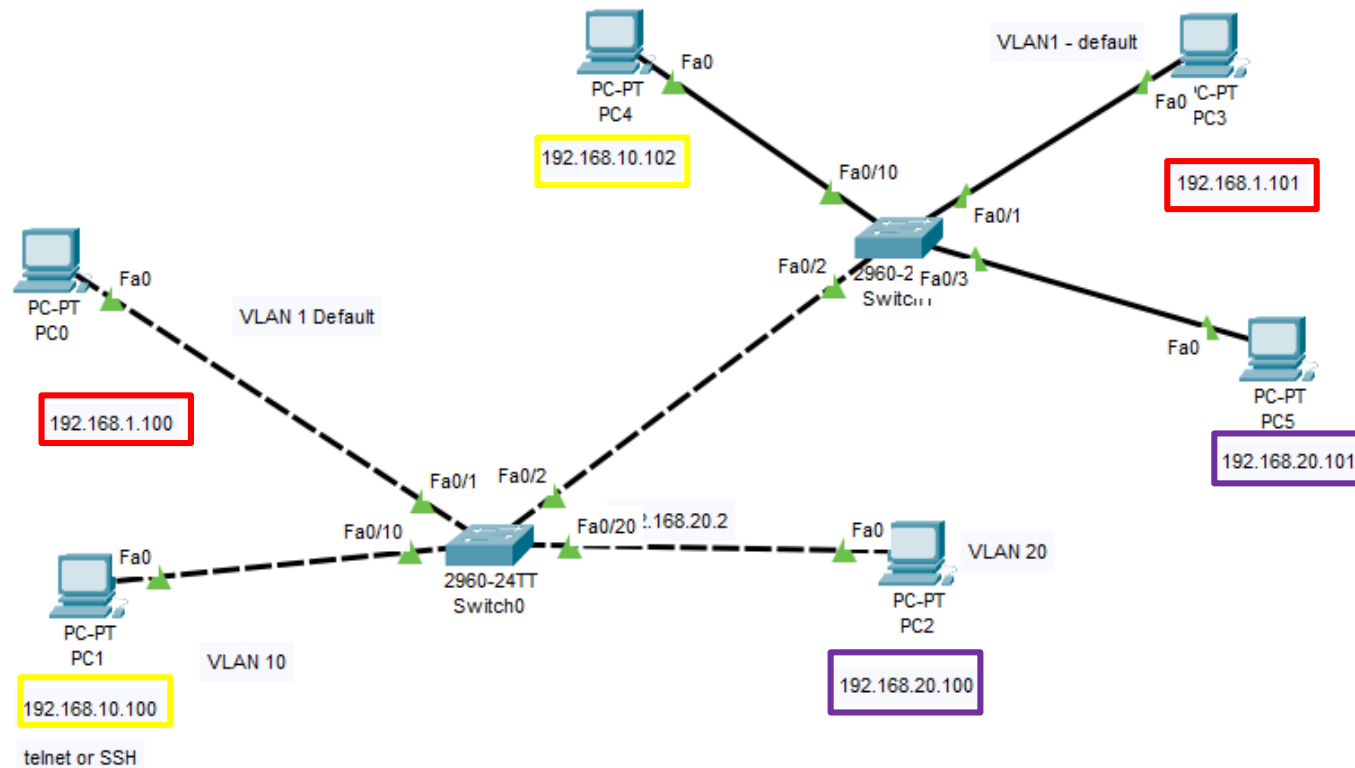 VLAN1 - default
Fa0
PC-PT
PC4
192.168.10.102
Fa0
PC3
192.168.1.101
Fa0/10
Fa0/1
Fa0/2
Fa0/3
Fa0
PC-PT
PC5
192.168.20.101
Fa0
PC-PT
PC0
VLAN 1 Default
192.168.1.100
Fa0/1
Fa0/2
Fa0/10
Fa0/20
.168.20.2
2960-24TT
Switch0
Fa0
PC-PT
PC1
VLAN 10
192.168.10.100
telnet or SSH
Fa0
VLAN 20
PC-PT
PC2
192.168.20.100